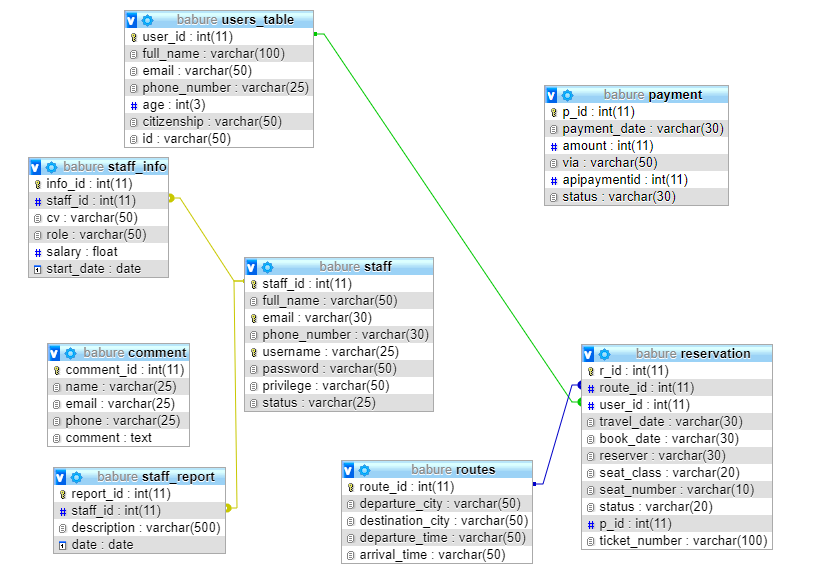 babure users_table
user_id : int(11)
full_name : varchar(100)
email : varchar(50)
phone_number : varchar(25)
age : int(3)
citizenship : varchar(50)
id : varchar(50)
babure payment
p_id : int(11)
payment_date : varchar(30)
amount : int(11)
via : varchar(50)
apipaymentid : int(11)
status : varchar(30)
babure staff_info
info_id : int(11)
staff_id : int(11)
cv : varchar(50)
role : varchar(50)
salary : float
start_date : date
babure staff
staff_id : int(11)
full_name : varchar(50)
email : varchar(30)
phone_number : varchar(30)
username : varchar(25)
password : varchar(50)
privilege : varchar(50)
status : varchar(25)
babure comment
comment_id : int(11)
name : varchar(25)
email : varchar(25)
phone : varchar(25)
comment : text
babure reservation
r_id : int(11)
route_id : int(11)
user_id : int(11)
travel_date : varchar(30)
book_date : varchar(30)
reserver : varchar(30)
seat_class : varchar(20)
seat_number : varchar(10)
status : varchar(20)
p_id : int(11)
ticket_number : varchar(100)
babure staff_report
report_id : int(11)
staff_id : int(11)
description : varchar(500)
date : date
babure routes
route_id : int(11)
departure_city : varchar(50)
destination_city : varchar(50)
departure_time : varchar(50)
arrival_time : varchar(50)